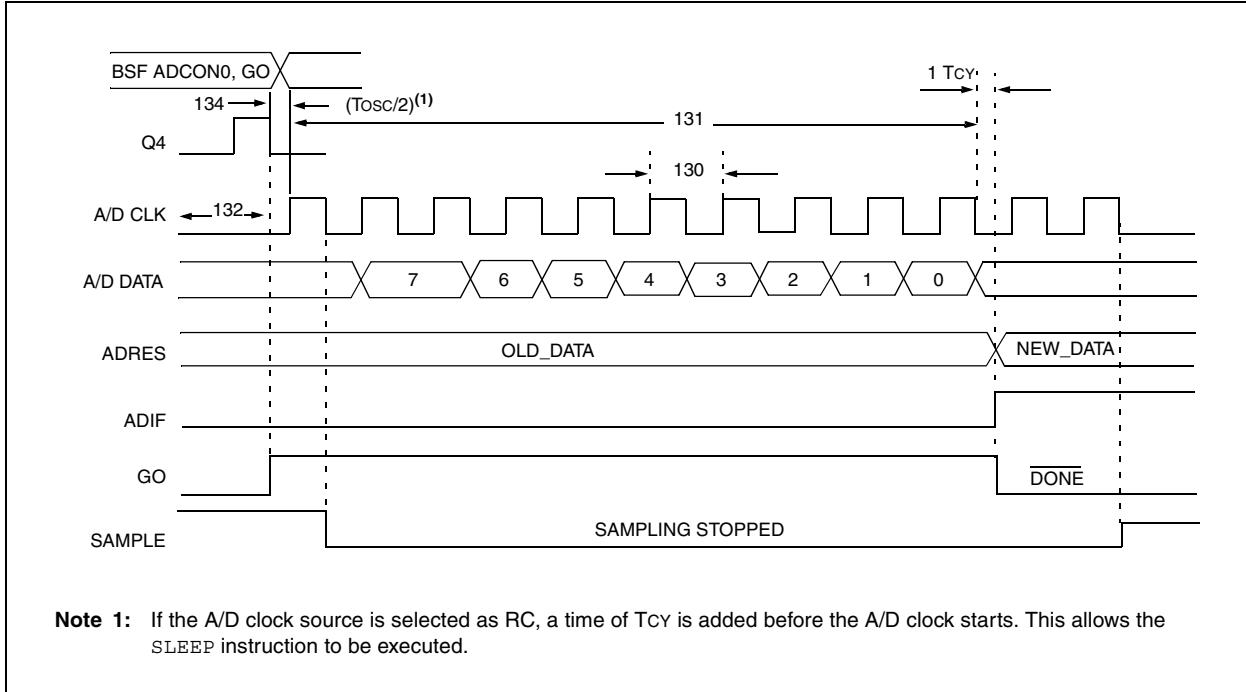 BSF ADCON0, GO
134
(TOSC/2)(1)
1 TCY
131
Q4
130
A/D CLK
132
A/D DATA
7 6 5 4 3 2 1 0
ADRES
OLD_DATA
NEW_DATA
ADIF
GO
DONE
SAMPLE
SAMPLING STOPPED
Note 1: If the A/D clock source is selected as RC, a time of TCY is added before the A/D clock starts. This allows the
SLEEP instruction to be executed.